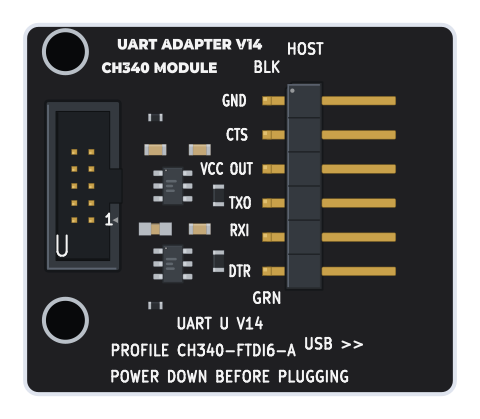 UART ADAPTER V14
HOST
CH340 MODULE
BLK
GND
CTS
VCC OUT
TXO
1
RXI
U
DTR
GRN
UART U V14
USB >>
PROFILE CH340-FTDI6-A
POWER DOWN BEFORE PLUGGING